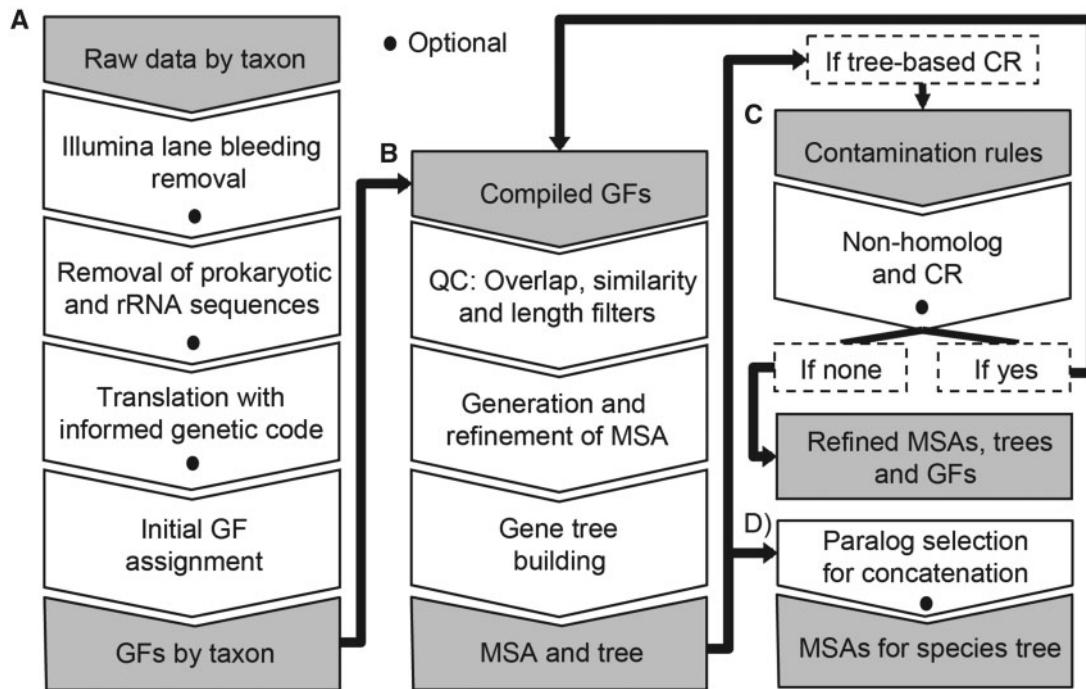 A
Raw data by taxon
Illumina lane bleeding
removal
Removal of prokaryotic
and rRNA sequences
Translation with
informed genetic code
Initial GF
assignment
GFs by taxon
● Optional
B
Compiled GFs
QC: Overlap, similarity
and length filters
Generation and
refinement of MSA
Gene tree
building
MSA and tree
If tree-based CR
C
Contamination rules
Non-homolog
and CR
If none
If yes
Refined MSAs, trees
and GFs
D)
Paralog selection
for concatenation
MSAs for species tree